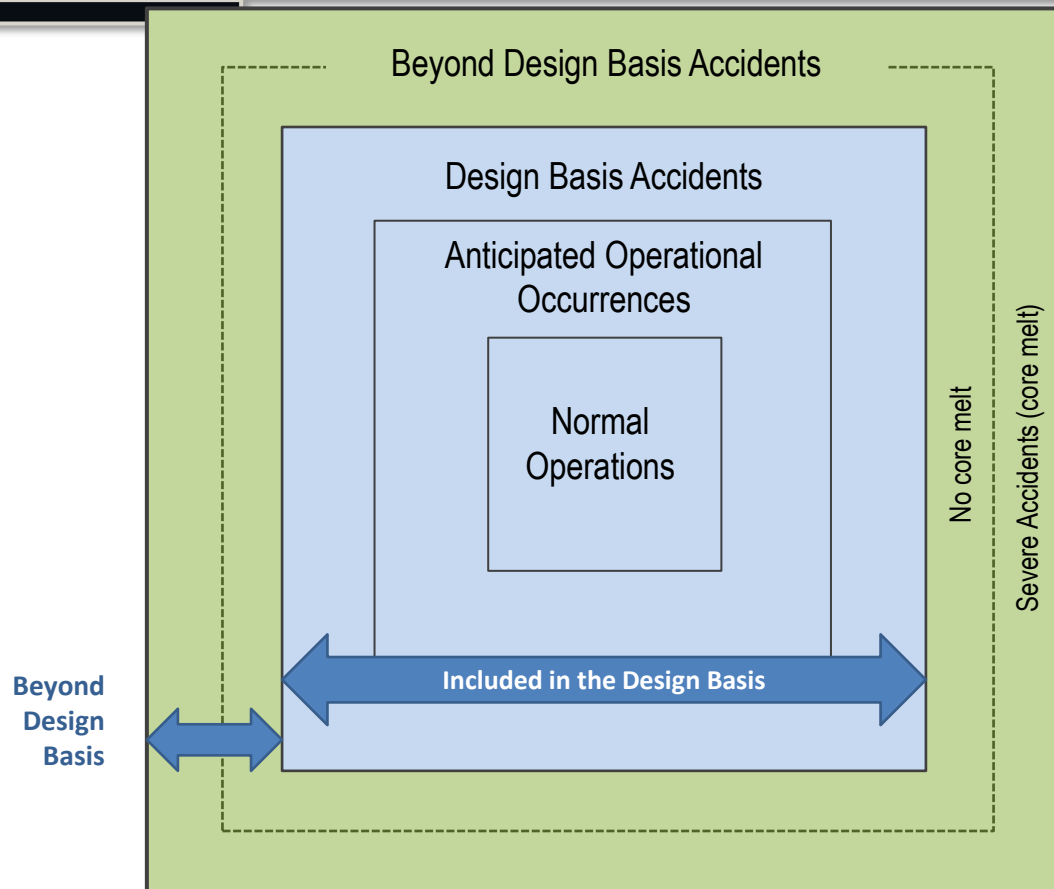 Beyond Design Basis Accidents
Design Basis Accidents
Anticipated Operational
Occurrences
Normal
Operations
No core melt
Severe Accidents (core melt)
Included in the Design Basis
Beyond
Design
Basis